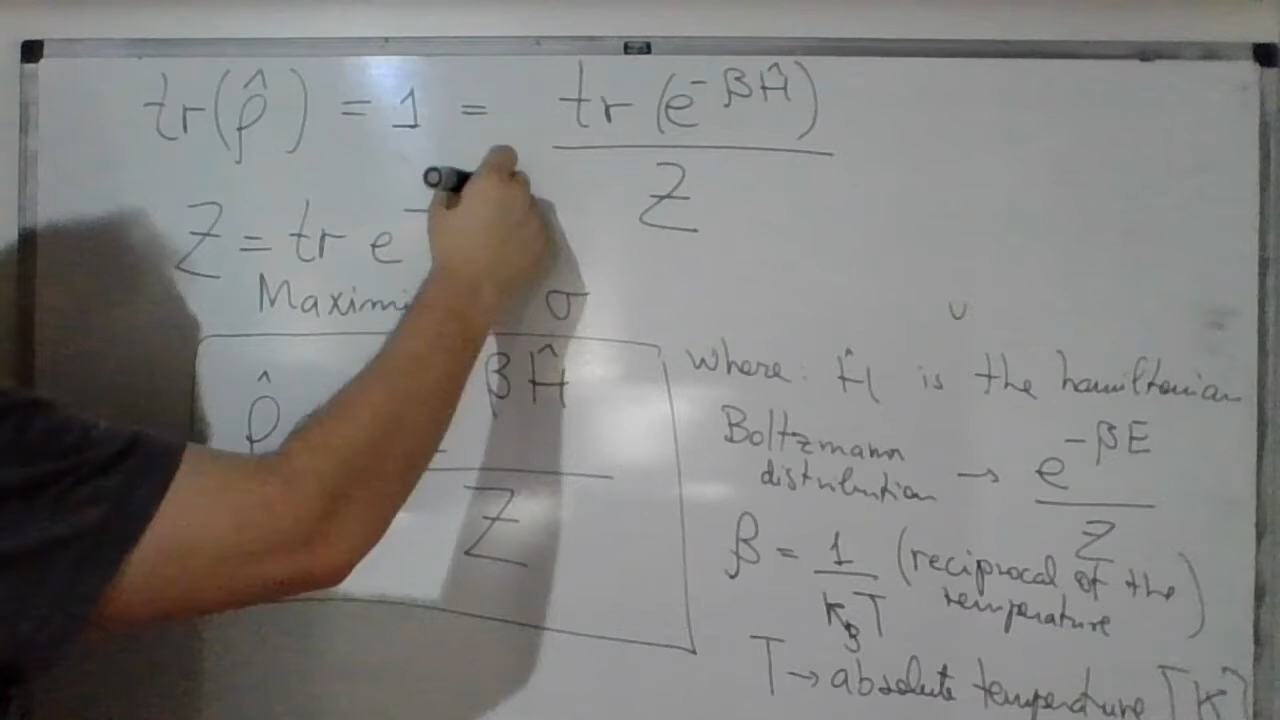 tr(ρ̂) = 1 = tr(e^-βĤ)
Z
Z = tr e^-
Maximi
σ
ρ̂
βĤ
Z
where: Ĥ is the hamiltonian
Boltzmann
distribution → e^-βE
Z
β = 1 (reciprocal of the
temperature)
K_B T
T → absolute temperature [K]